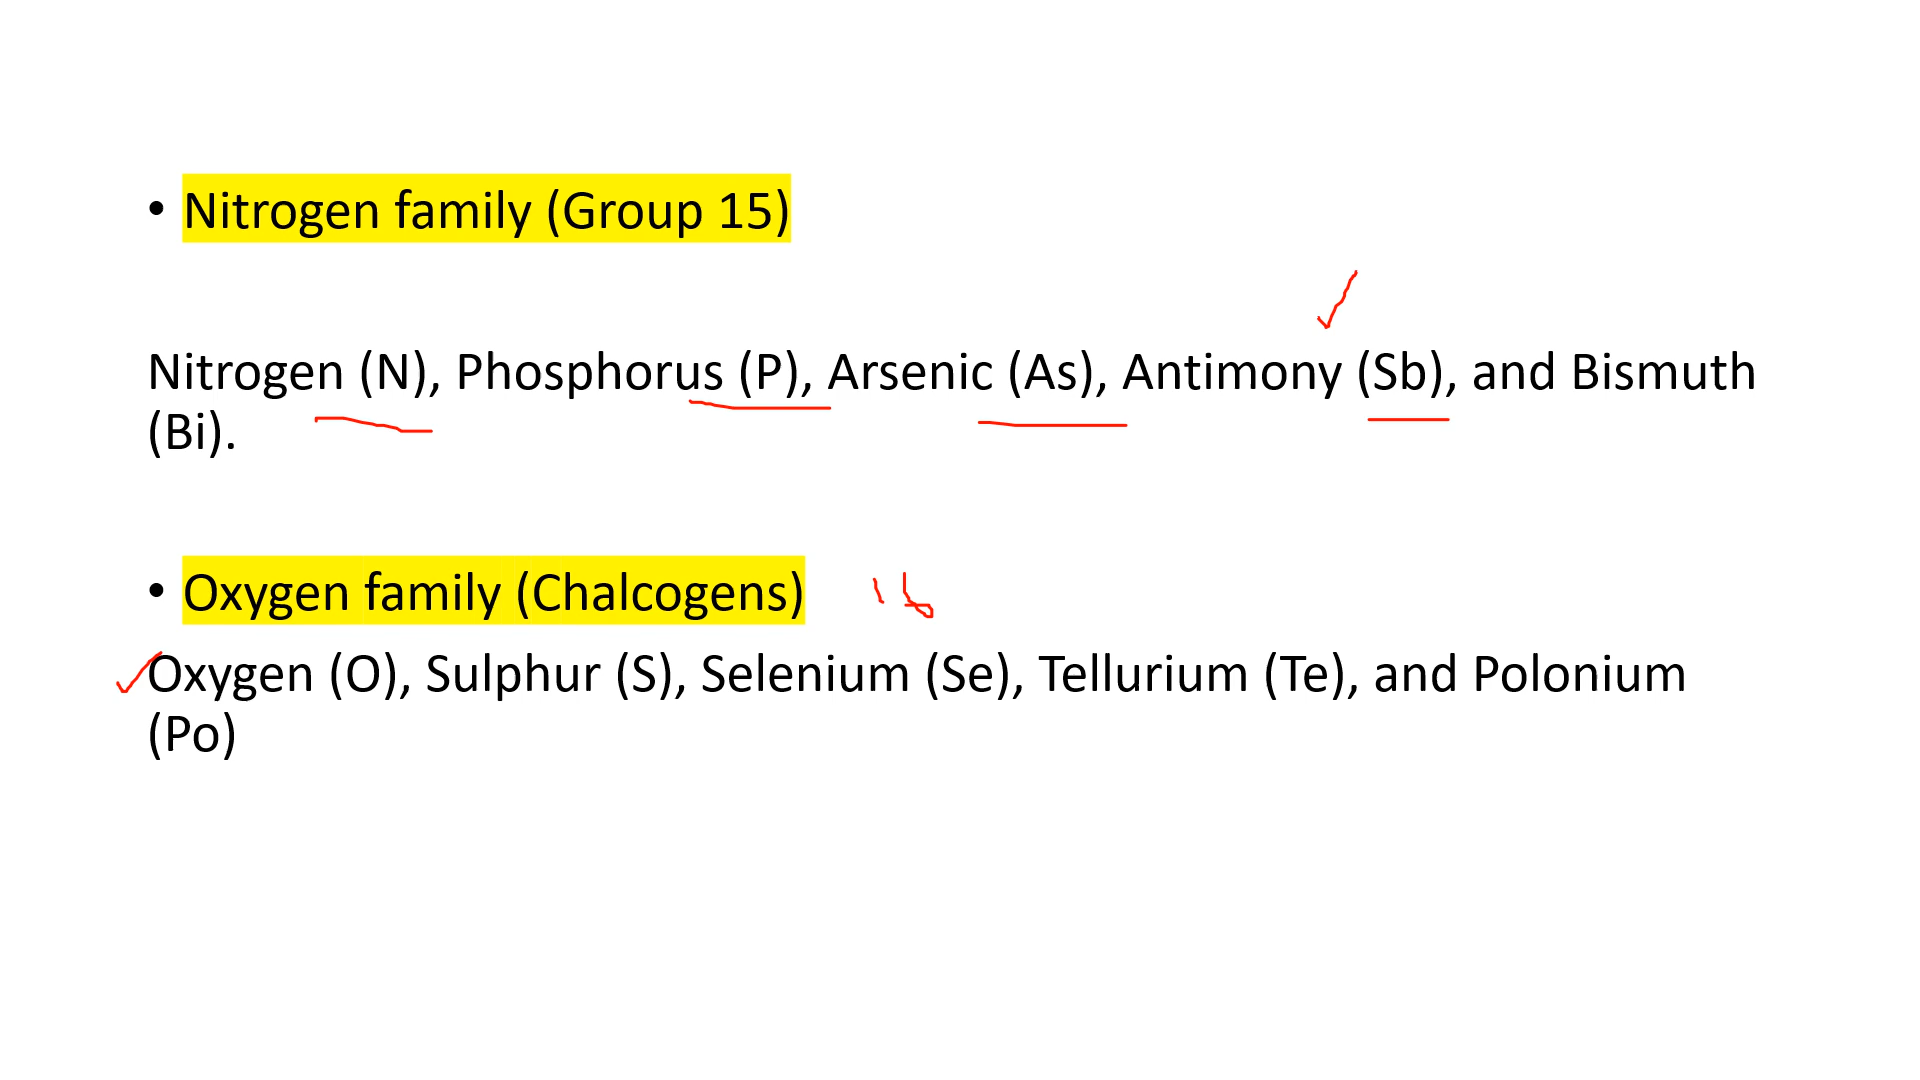 • Nitrogen family (Group 15)
Nitrogen (N), Phosphorus (P), Arsenic (As), Antimony (Sb), and Bismuth
(Bi).
• Oxygen family (Chalcogens) 16
Oxygen (O), Sulphur (S), Selenium (Se), Tellurium (Te), and Polonium
(Po)